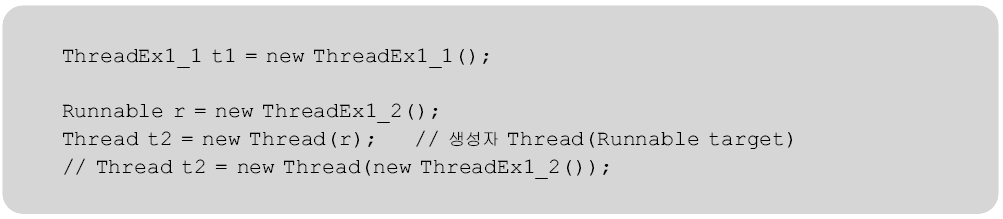 ThreadEx1_1 t1 = new ThreadEx1_1();
Runnable r = new ThreadEx1_2();
Thread t2 = new Thread(r);   // 생성자 Thread(Runnable target)
// Thread t2 = new Thread(new ThreadEx1_2());